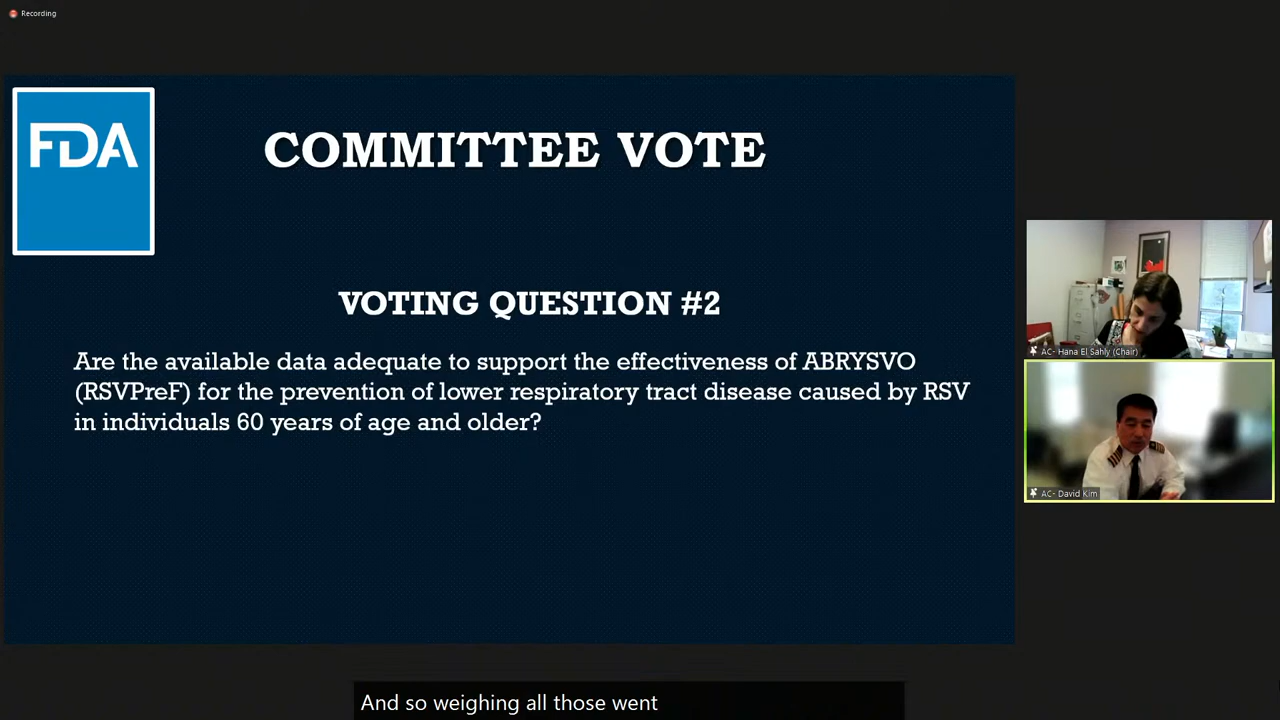 Recording
FDA
COMMITTEE VOTE
VOTING QUESTION #2
Are the available data adequate to support the effectiveness of ABRYSVO
(RSVPreF) for the prevention of lower respiratory tract disease caused by RSV
in individuals 60 years of age and older?
AC- Hana El Sahly (Chair)
AC- David Kim
And so weighing all those went